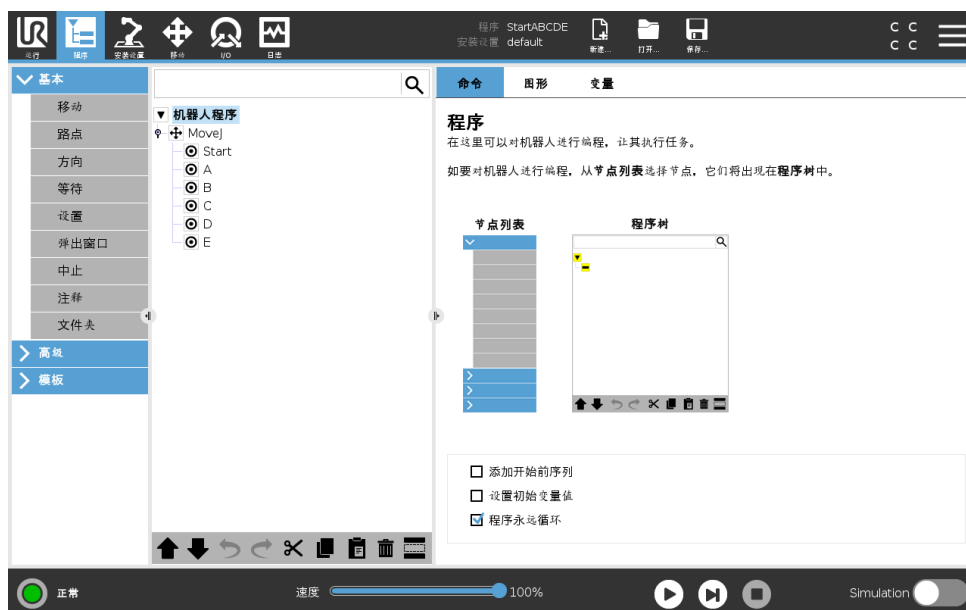 程序 StartABCDE
安装设置 default
C C
C C
运行 程序 安装设置 移动 I/O 日志 新建... 打开... 保存...
基本
移动
路点
方向
等待
设置
弹出窗口
中止
注释
文件夹
高级
模板
机器人程序
MoveJ
Start
A
B
C
D
E
命令 图形 变量
程序
在这里可以对机器人进行编程，让其执行任务。
如要对机器人进行编程，从节点列表选择节点，它们将出现在程序树中。
节点列表 程序树
添加开始前序列
设置初始变量值
程序永远循环
正常 速度 100% Simulation